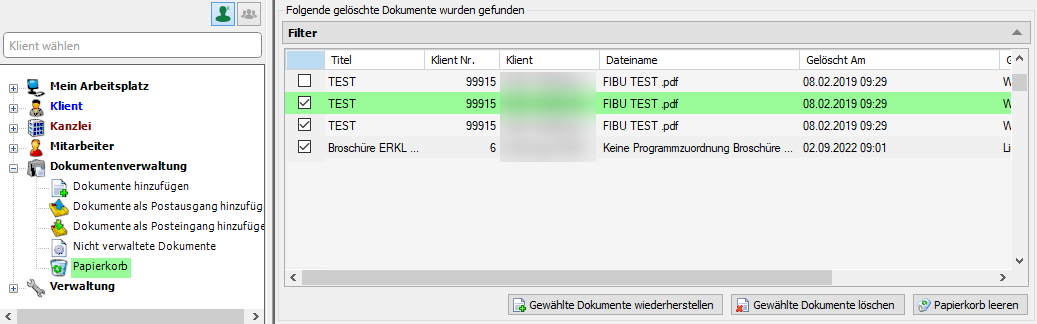 Klient wählen
Mein Arbeitsplatz
Klient
Kanzlei
Mitarbeiter
Dokumentenverwaltung
Dokumente hinzufügen
Dokumente als Postausgang hinzufüg
Dokumente als Posteingang hinzufüge
Nicht verwaltete Dokumente
Papierkorb
Verwaltung
Folgende gelöschte Dokumente wurden gefunden
Filter
Titel Klient Nr. Klient Dateiname Gelöscht Am G
TEST 99915 FIBU TEST .pdf 08.02.2019 09:29 W
TEST 99915 FIBU TEST .pdf 08.02.2019 09:29 W
TEST 99915 FIBU TEST .pdf 08.02.2019 09:29 W
Broschüre ERKL ... 6 Keine Programmzuordnung Broschüre ... 02.09.2022 09:01 Li
Gewählte Dokumente wiederherstellen Gewählte Dokumente löschen Papierkorb leeren